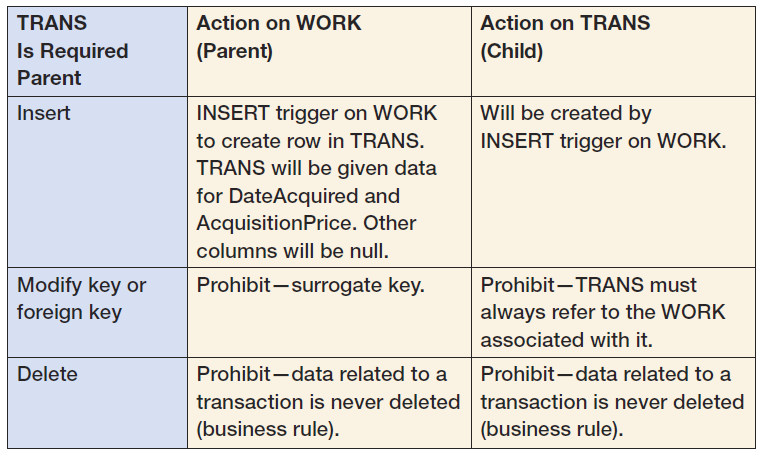 TRANS
Is Required
Parent
Action on WORK
(Parent)
Action on TRANS
(Child)
Insert
INSERT trigger on WORK
to create row in TRANS.
TRANS will be given data
for DateAcquired and
AcquisitionPrice. Other
columns will be null.
Will be created by
INSERT trigger on WORK.
Modify key or
foreign key
Prohibit—surrogate key.
Prohibit—TRANS must
always refer to the WORK
associated with it.
Delete
Prohibit—data related to a
transaction is never deleted
(business rule).
Prohibit—data related to a
transaction is never deleted
(business rule).